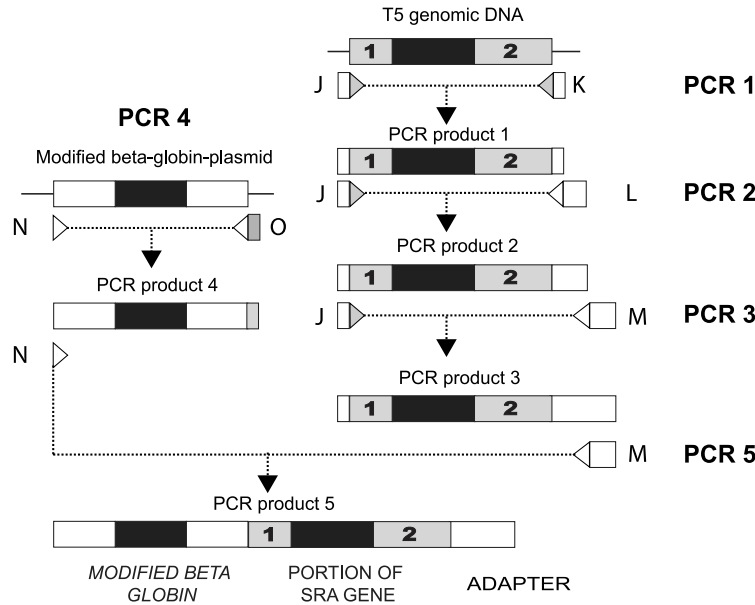 T5 genomic DNA
1 2
J K PCR 1
PCR 4
PCR product 1
Modified beta-globin-plasmid
1 2
J L PCR 2
N O
PCR product 2
PCR product 4
1 2
J M PCR 3
N
PCR product 3
1 2
M PCR 5
PCR product 5
1 2
MODIFIED BETA
GLOBIN
PORTION OF
SRA GENE
ADAPTER